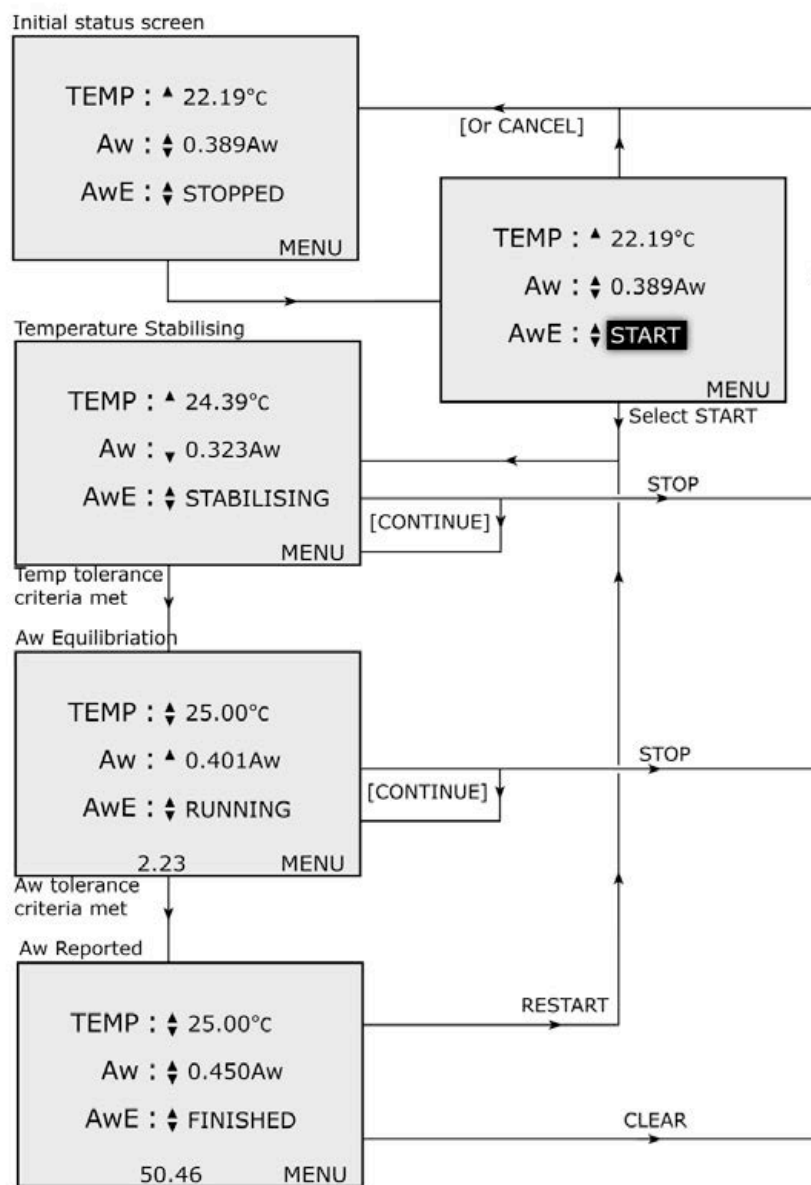 Initial status screen
TEMP : ▲ 22.19°C
Aw : ▲▼ 0.389Aw
AwE : ▲▼ STOPPED
MENU
[Or CANCEL]
TEMP : ▲ 22.19°C
Aw : ▲▼ 0.389Aw
AwE : ▲▼ START
MENU
Select START
Temperature Stabilising
TEMP : ▲ 24.39°C
Aw : ▼ 0.323Aw
AwE : ▲▼ STABILISING
MENU
STOP
[CONTINUE]
Temp tolerance
criteria met
Aw Equilibriation
TEMP : ▲▼ 25.00°C
Aw : ▲ 0.401Aw
AwE : ▲▼ RUNNING
2.23 MENU
STOP
[CONTINUE]
Aw tolerance
criteria met
Aw Reported
TEMP : ▲▼ 25.00°C
Aw : ▲▼ 0.450Aw
AwE : ▲▼ FINISHED
50.46 MENU
RESTART
CLEAR